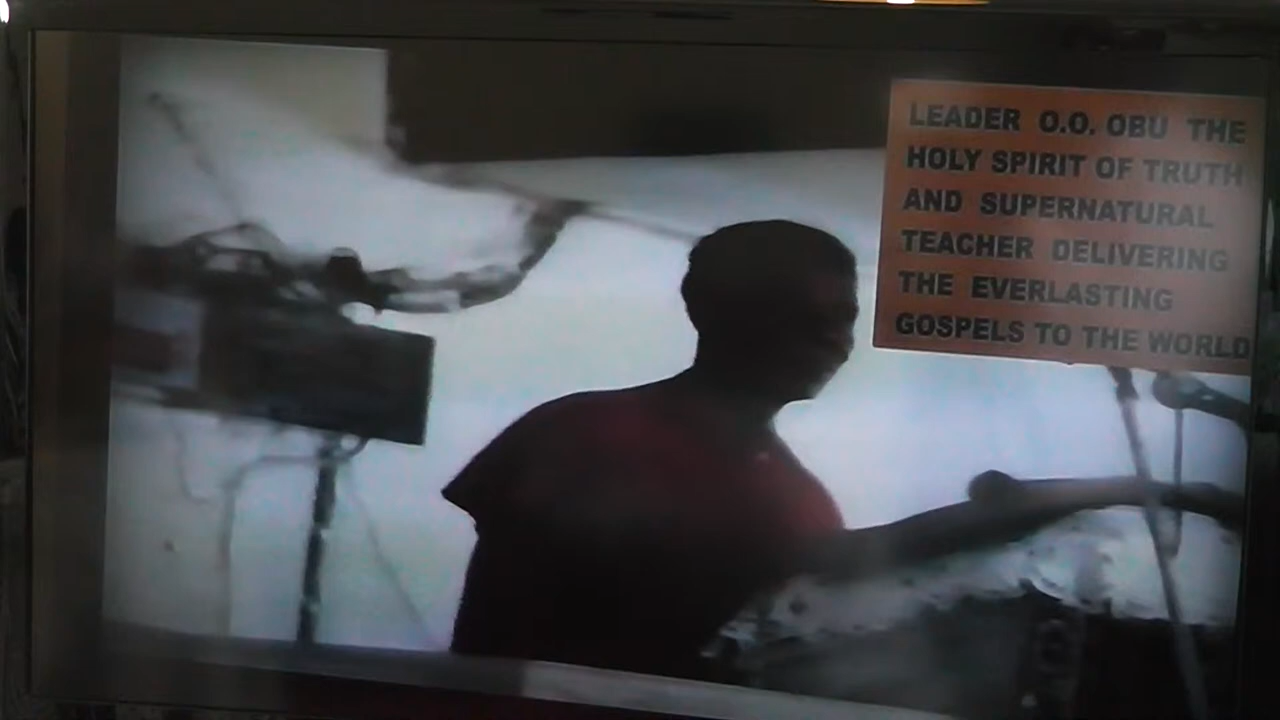 LEADER O.O. OBU THE
HOLY SPIRIT OF TRUTH
AND SUPERNATURAL
TEACHER DELIVERING
THE EVERLASTING
GOSPELS TO THE WORLD